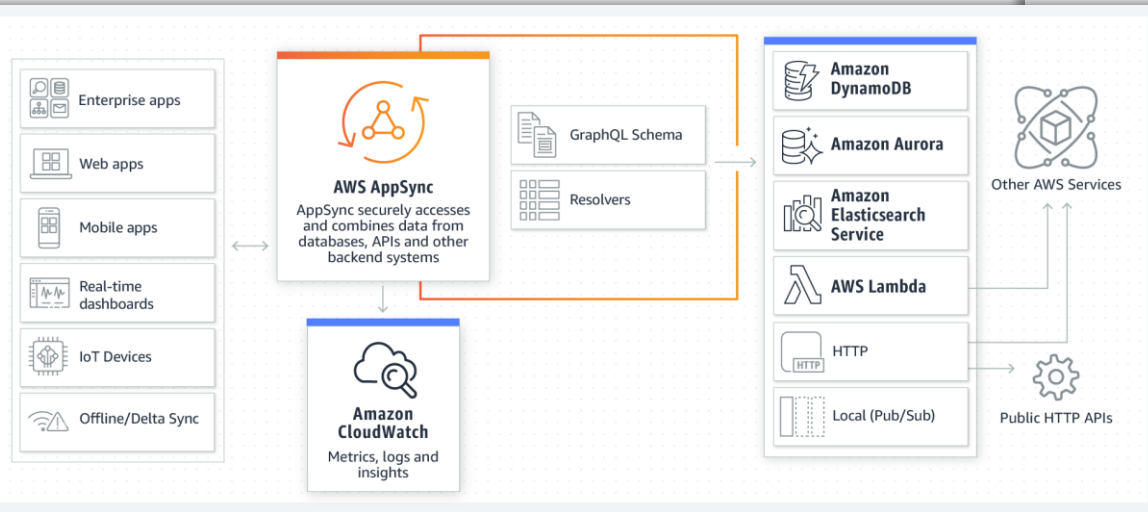 Enterprise apps
Web apps
Mobile apps
Real-time
dashboards
IoT Devices
Offline/Delta Sync
AWS AppSync
AppSync securely accesses
and combines data from
databases, APIs and other
backend systems
Amazon
CloudWatch
Metrics, logs and
insights
GraphQL Schema
Resolvers
Amazon
DynamoDB
Amazon Aurora
Amazon
Elasticsearch
Service
AWS Lambda
HTTP
HTTP
Local (Pub/Sub)
Other AWS Services
Public HTTP APIs